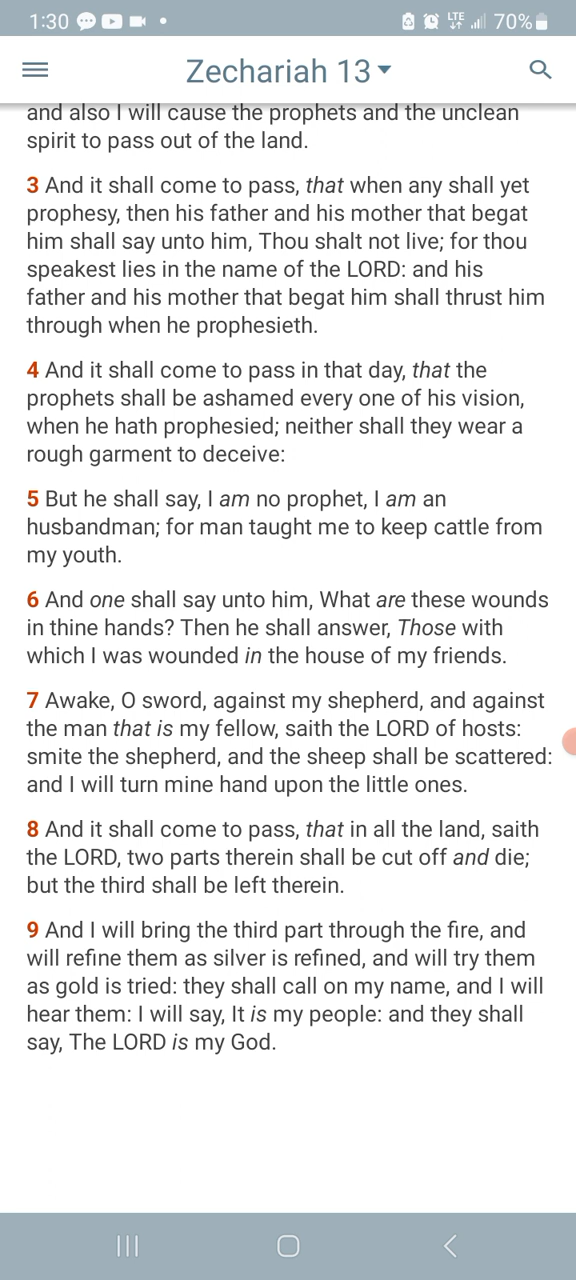 1:30
LTE
70%
Zechariah 13
and also I will cause the prophets and the unclean
spirit to pass out of the land.
3 And it shall come to pass, that when any shall yet
prophesy, then his father and his mother that begat
him shall say unto him, Thou shalt not live; for thou
speakest lies in the name of the LORD: and his
father and his mother that begat him shall thrust him
through when he prophesieth.
4 And it shall come to pass in that day, that the
prophets shall be ashamed every one of his vision,
when he hath prophesied; neither shall they wear a
rough garment to deceive:
5 But he shall say, I am no prophet, I am an
husbandman; for man taught me to keep cattle from
my youth.
6 And one shall say unto him, What are these wounds
in thine hands? Then he shall answer, Those with
which I was wounded in the house of my friends.
7 Awake, O sword, against my shepherd, and against
the man that is my fellow, saith the LORD of hosts:
smite the shepherd, and the sheep shall be scattered:
and I will turn mine hand upon the little ones.
8 And it shall come to pass, that in all the land, saith
the LORD, two parts therein shall be cut off and die;
but the third shall be left therein.
9 And I will bring the third part through the fire, and
will refine them as silver is refined, and will try them
as gold is tried: they shall call on my name, and I will
hear them: I will say, It is my people: and they shall
say, The LORD is my God.